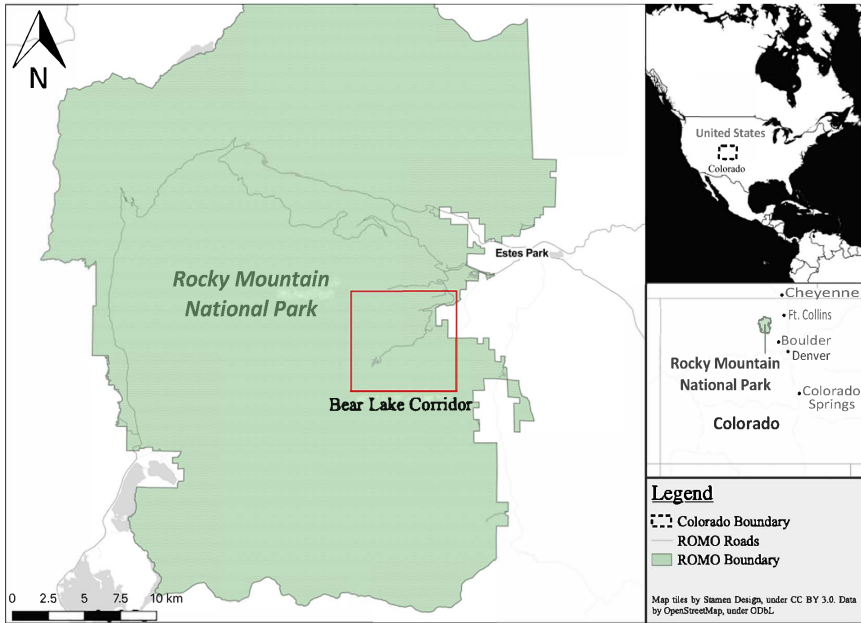 N
Rocky Mountain
National Park
Estes Park
Bear Lake Corridor
0 2.5 5 7.5 10 km
United States
Colorado
Cheyenne
Ft. Collins
Boulder
Denver
Rocky Mountain
National Park
Colorado
Springs
Colorado
Legend
Colorado Boundary
ROMO Roads
ROMO Boundary
Map tiles by Stamen Design, under CC BY 3.0. Data
by OpenStreetMap, under ODbL